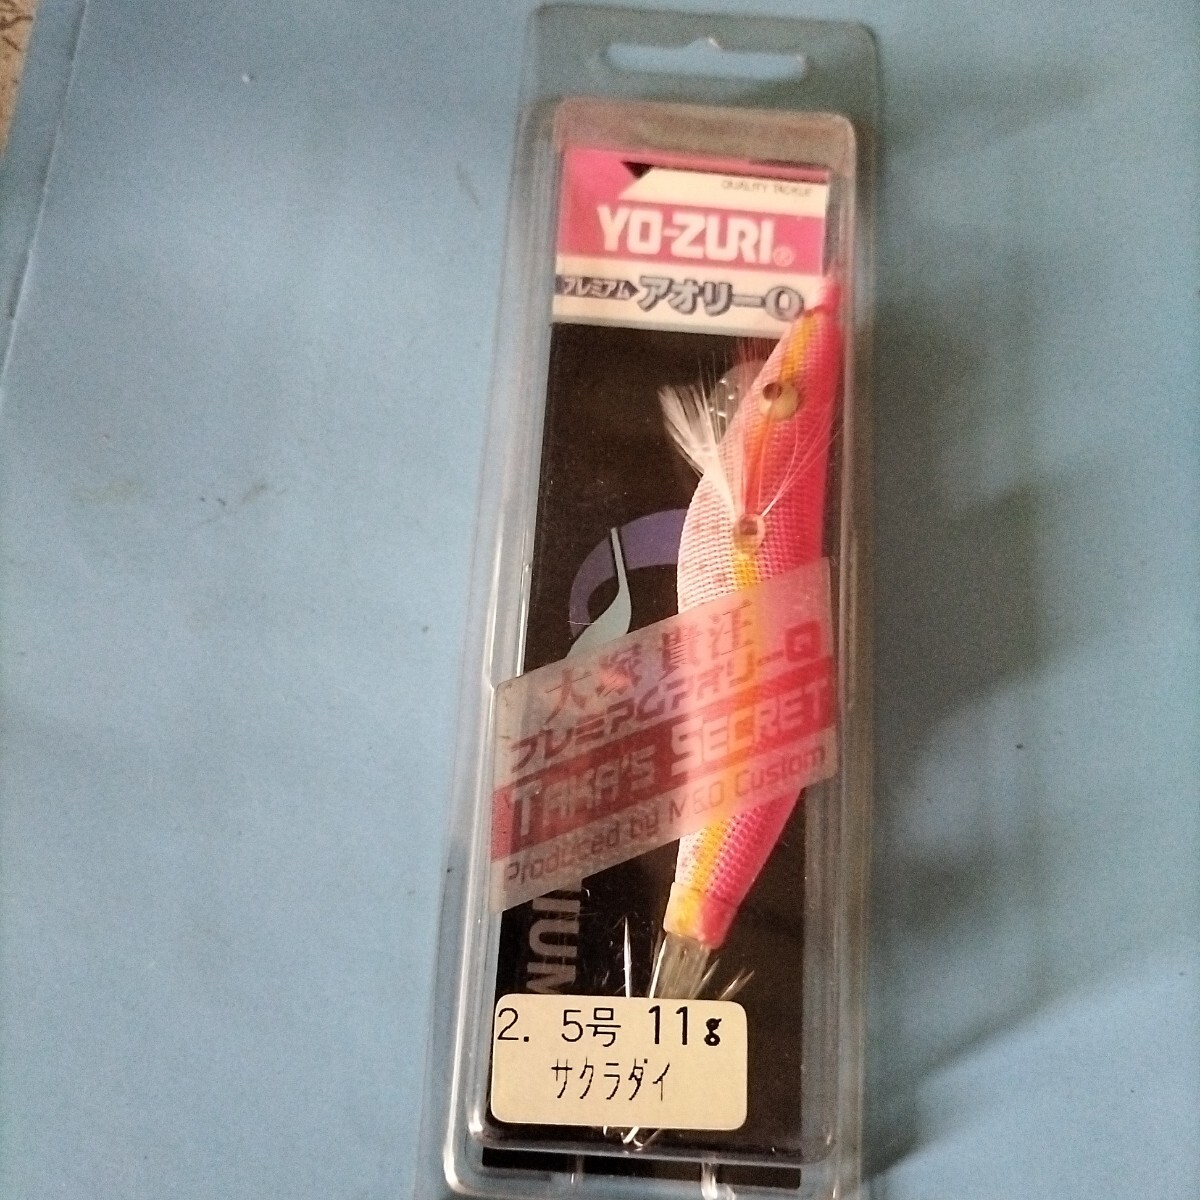 QUALITY TACKLE
YO-ZURI®
プレミアム アオリーQ
大塚 貴汪
プレミアムアオリーQ
TAKA'S SECRET
Produced by M&O Custom
IUM
2. 5号 11g
サクラダイ